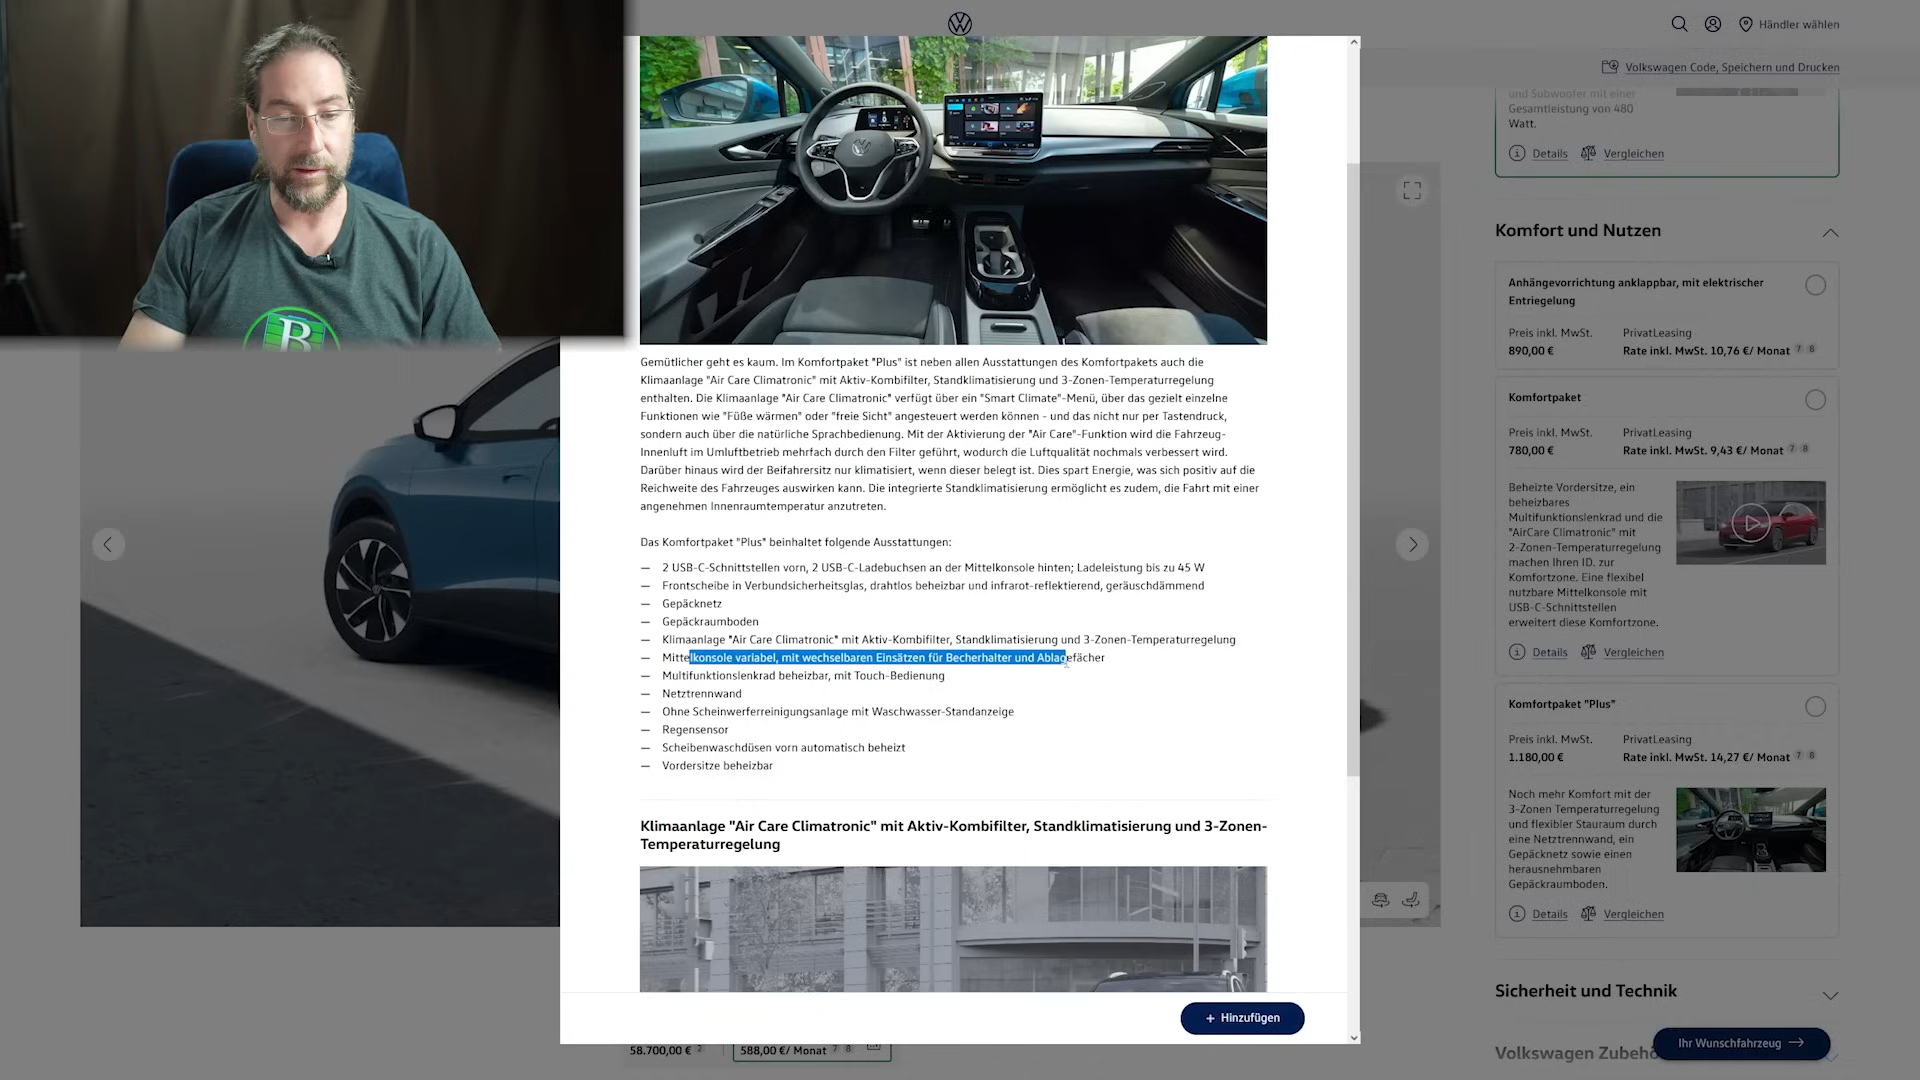 Händler wählen
Volkswagen Code, Speichern und Drucken
und Subwoofer mit einer
Gesamtleistung von 480
Watt.
Details
Vergleichen
Komfort und Nutzen
Anhängevorrichtung anklappbar, mit elektrischer
Entriegelung
Preis inkl. MwSt.
PrivatLeasing
890,00 €
Rate inkl. MwSt. 10,76 €/ Monat 7 8
Komfortpaket
Preis inkl. MwSt.
PrivatLeasing
780,00 €
Rate inkl. MwSt. 9,43 €/ Monat 7 8
Beheizte Vordersitze, ein
beheizbares
Multifunktionslenkrad und die
"AirCare Climatronic" mit
2-Zonen-Temperaturregelung
machen Ihren ID. zur
Komfortzone. Eine flexibel
nutzbare Mittelkonsole mit
USB-C-Schnittstellen
erweitert diese Komfortzone.
Details
Vergleichen
Komfortpaket "Plus"
Preis inkl. MwSt.
PrivatLeasing
1.180,00 €
Rate inkl. MwSt. 14,27 €/ Monat 7 8
Noch mehr Komfort mit der
3-Zonen Temperaturregelung
und flexibler Stauraum durch
eine Netztrennwand, ein
Gepäcknetz sowie einen
herausnehmbaren
Gepäckraumboden.
Details
Vergleichen
Sicherheit und Technik
Volkswagen Zubehö
Ihr Wunschfahrzeug
Gemütlicher geht es kaum. Im Komfortpaket "Plus" ist neben allen Ausstattungen des Komfortpakets auch die
Klimaanlage "Air Care Climatronic" mit Aktiv-Kombifilter, Standklimatisierung und 3-Zonen-Temperaturregelung
enthalten. Die Klimaanlage "Air Care Climatronic" verfügt über ein "Smart Climate"-Menü, über das gezielt einzelne
Funktionen wie "Füße wärmen" oder "freie Sicht" angesteuert werden können - und das nicht nur per Tastendruck,
sondern auch über die natürliche Sprachbedienung. Mit der Aktivierung der "Air Care"-Funktion wird die Fahrzeug-
Innenluft im Umluftbetrieb mehrfach durch den Filter geführt, wodurch die Luftqualität nochmals verbessert wird.
Darüber hinaus wird der Beifahrersitz nur klimatisiert, wenn dieser belegt ist. Dies spart Energie, was sich positiv auf die
Reichweite des Fahrzeuges auswirken kann. Die integrierte Standklimatisierung ermöglicht es zudem, die Fahrt mit einer
angenehmen Innenraumtemperatur anzutreten.
Das Komfortpaket "Plus" beinhaltet folgende Ausstattungen:
— 2 USB-C-Schnittstellen vorn, 2 USB-C-Ladebuchsen an der Mittelkonsole hinten; Ladeleistung bis zu 45 W
— Frontscheibe in Verbundsicherheitsglas, drahtlos beheizbar und infrarot-reflektierend, geräuschdämmend
— Gepäcknetz
— Gepäckraumboden
— Klimaanlage "Air Care Climatronic" mit Aktiv-Kombifilter, Standklimatisierung und 3-Zonen-Temperaturregelung
— Mittelkonsole variabel, mit wechselbaren Einsätzen für Becherhalter und Ablagefächer
— Multifunktionslenkrad beheizbar, mit Touch-Bedienung
— Netztrennwand
— Ohne Scheinwerferreinigungsanlage mit Waschwasser-Standanzeige
— Regensensor
— Scheibenwaschdüsen vorn automatisch beheizt
— Vordersitze beheizbar
Klimaanlage "Air Care Climatronic" mit Aktiv-Kombifilter, Standklimatisierung und 3-Zonen-
Temperaturregelung
+ Hinzufügen
58.700,00 € 2
588,00 €/ Monat 7 8
B